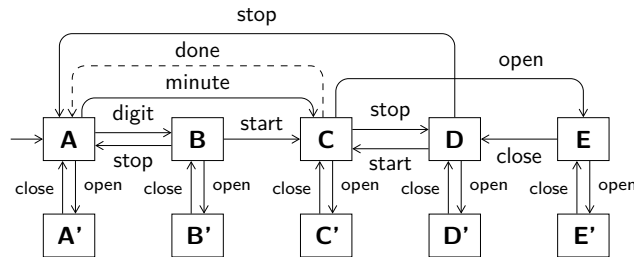 stop
done
minute
open
A digit B start C stop D E
stop start close
close open close open close open close open close open
A' B' C' D' E'